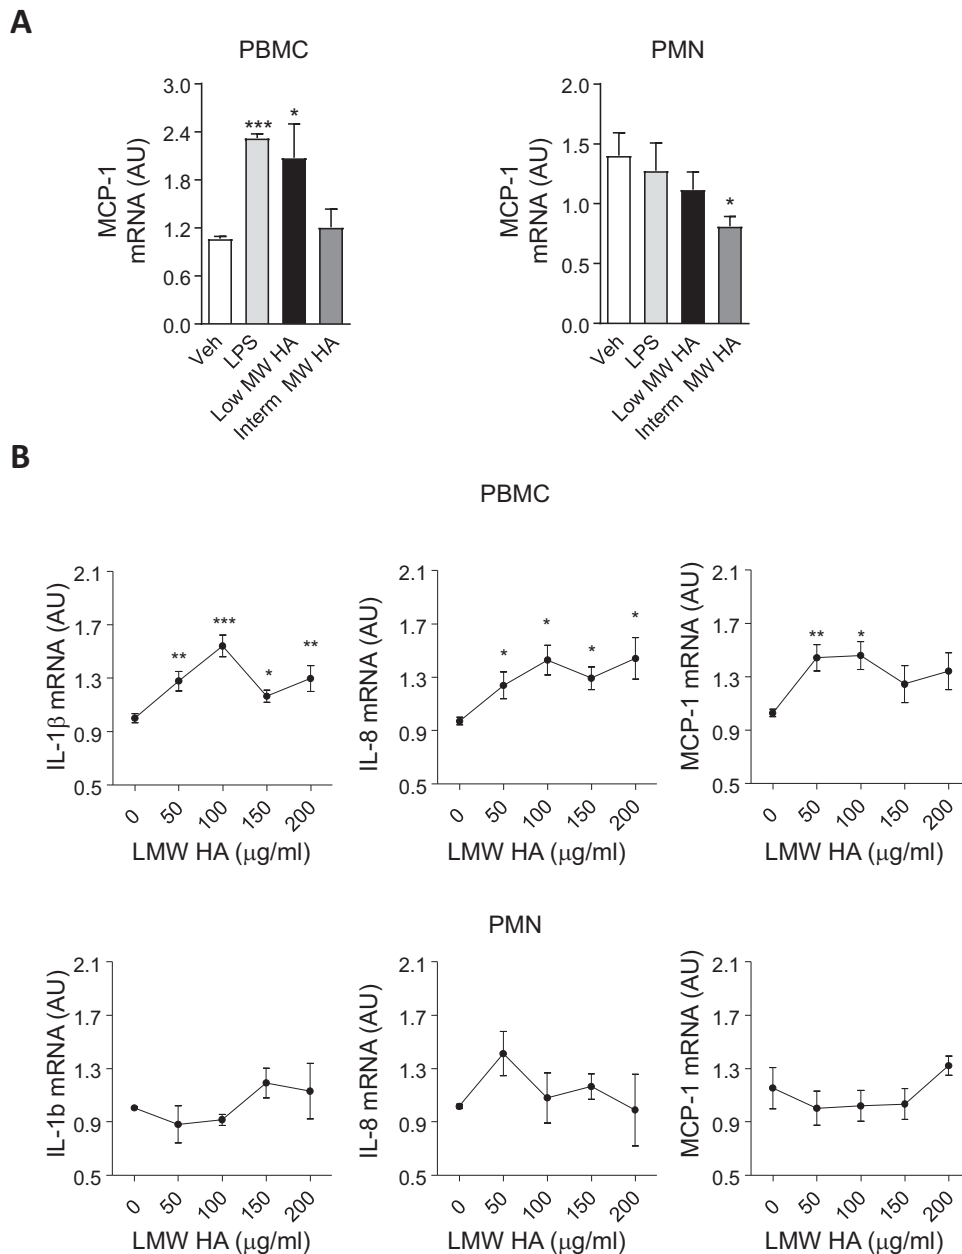 A
PBMC
PMN
MCP-1
mRNA (AU)
3.0
2.4
1.8
1.2
0.6
0.0
***
*
Veh
LPS
Low MW HA
Interm MW HA
MCP-1
mRNA (AU)
2.0
1.5
1.0
0.5
0.0
*
Veh
LPS
Low MW HA
Interm MW HA
B
PBMC
IL-1β mRNA (AU)
2.1
1.7
1.3
0.9
0.5
**
***
*
**
0 50 100 150 200
LMW HA (μg/ml)
IL-8 mRNA (AU)
2.1
1.7
1.3
0.9
0.5
*
*
*
*
0 50 100 150 200
LMW HA (μg/ml)
MCP-1 mRNA (AU)
2.1
1.7
1.3
0.9
0.5
**
*
0 50 100 150 200
LMW HA (μg/ml)
PMN
IL-1b mRNA (AU)
2.1
1.7
1.3
0.9
0.5
0 50 100 150 200
LMW HA (μg/ml)
IL-8 mRNA (AU)
2.1
1.7
1.3
0.9
0.5
0 50 100 150 200
LMW HA (μg/ml)
MCP-1 mRNA (AU)
2.1
1.7
1.3
0.9
0.5
0 50 100 150 200
LMW HA (μg/ml)